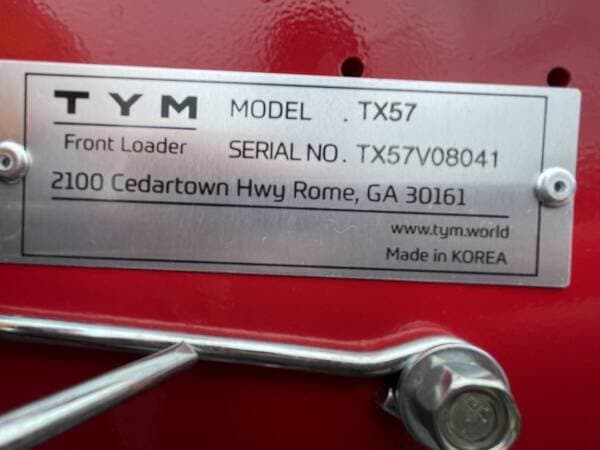 TYM MODEL . TX57
Front Loader SERIAL NO. TX57V08041
2100 Cedartown Hwy Rome, GA 30161
www.tym.world
Made in KOREA